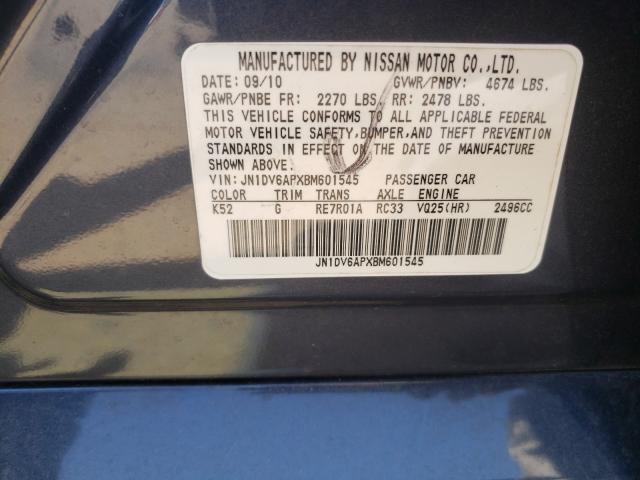 MANUFACTURED BY NISSAN MOTOR CO.,LTD.
DATE: 09/10 GVWR/PNBV: 4674 LBS.
GAWR/PNBE FR: 2270 LBS. RR: 2478 LBS.
THIS VEHICLE CONFORMS TO ALL APPLICABLE FEDERAL
MOTOR VEHICLE SAFETY,BUMPER,AND THEFT PREVENTION
STANDARDS IN EFFECT ON THE DATE OF MANUFACTURE
SHOWN ABOVE.
VIN: JN1DV6APXBM601545 PASSENGER CAR
COLOR TRIM TRANS AXLE ENGINE
K52 G RE7R01A RC33 VQ25(HR) 2496CC
JN1DV6APXBM601545